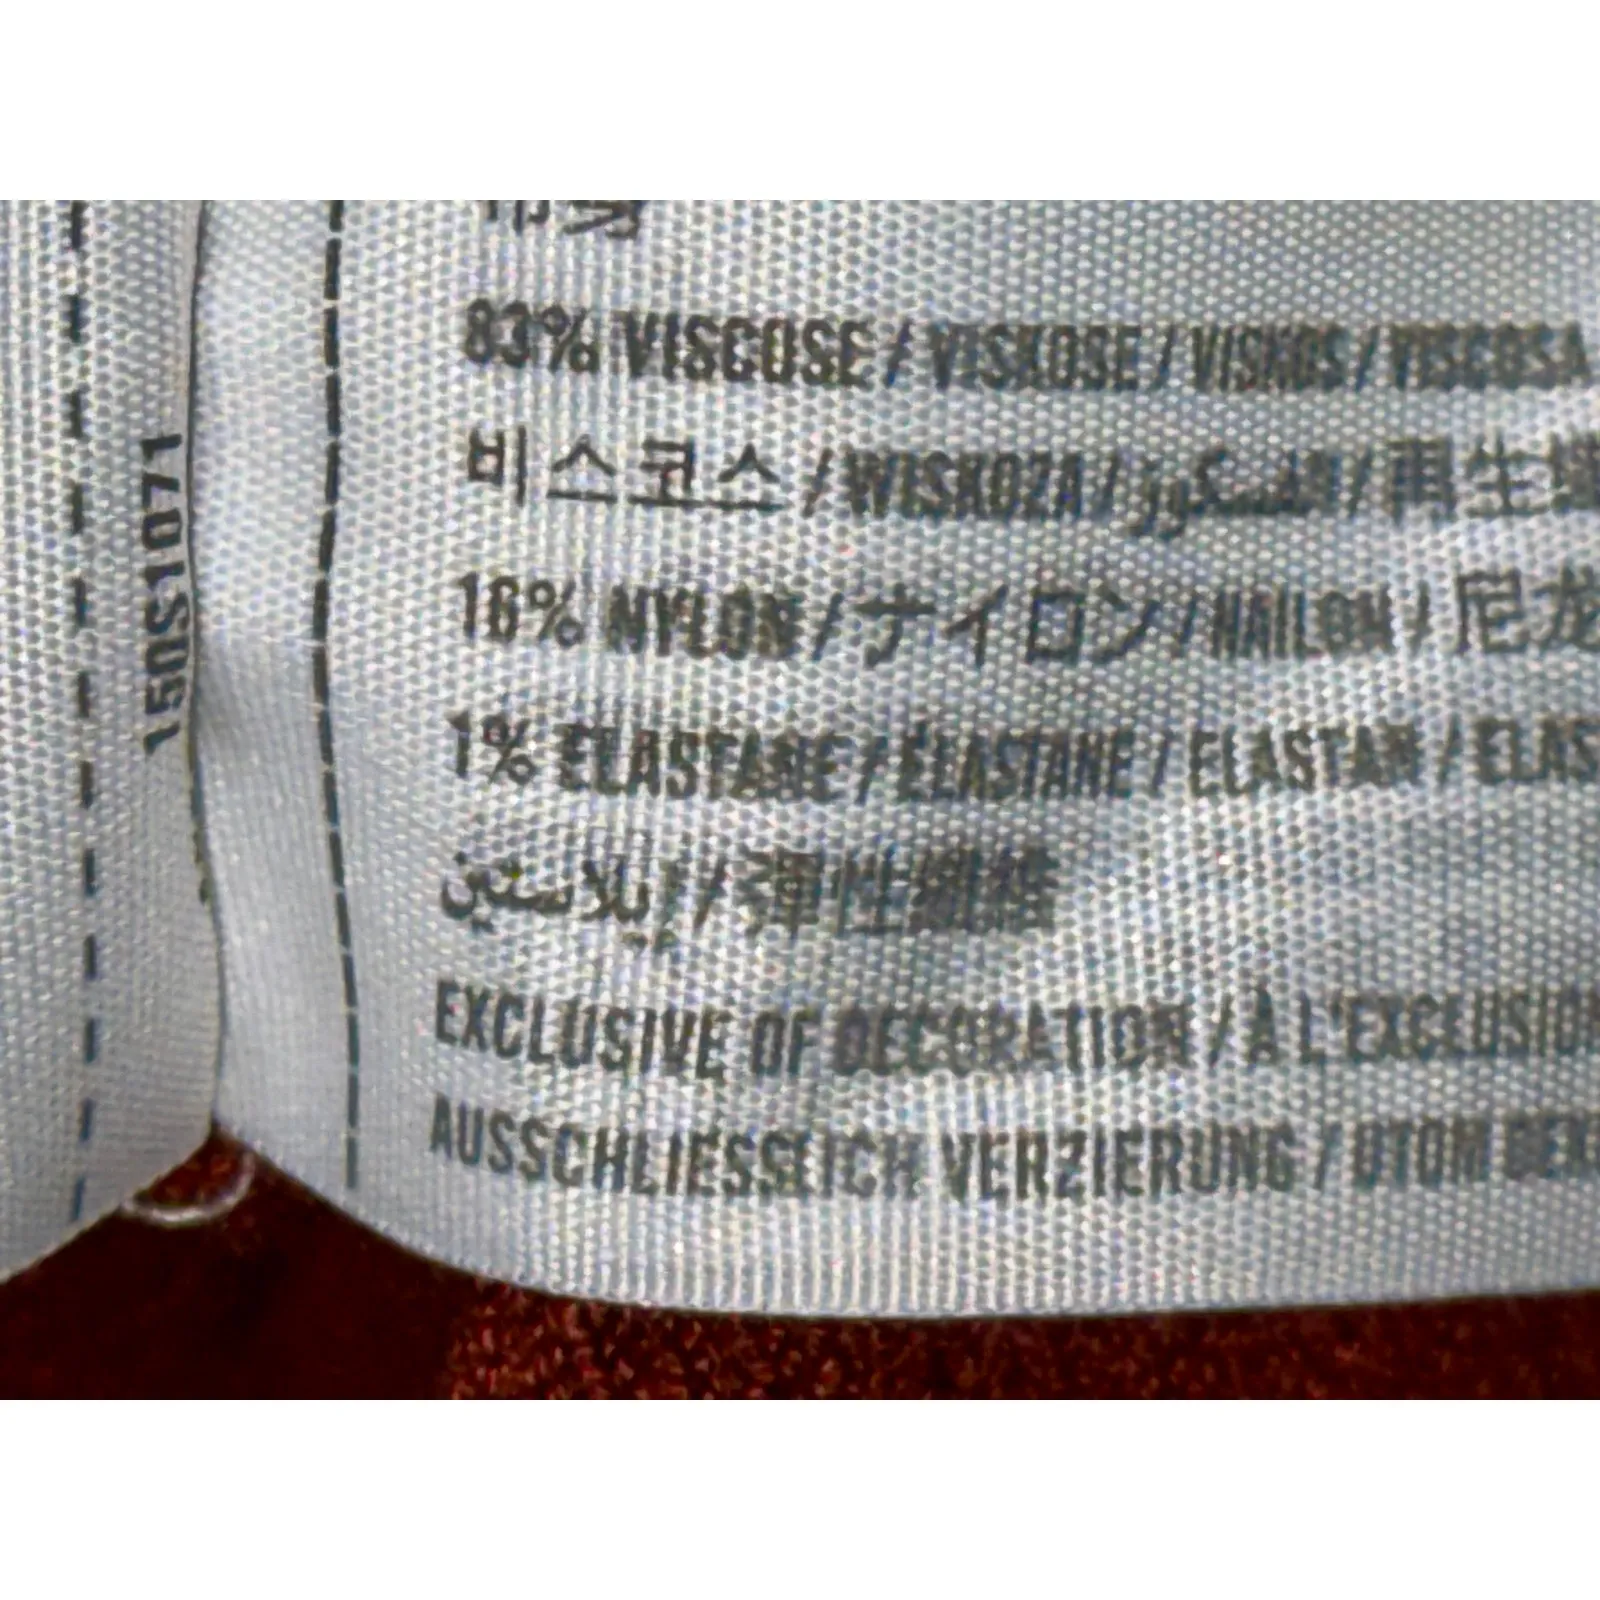 83% VISCOSE / VISKOSE / VISKOS / VISCOSA
비스코스 / WISKOZA / فسكوز / 再生
16% NYLON / ナイロン / NAILON / 尼龙
1% ELASTANE / ÉLASTANE / ELASTAN / ELAS
إيلاستين / 彈性纖維
EXCLUSIVE OF DECORATION / À L'EXCLUSION
AUSSCHLIESSLICH VERZIERUNG / UTOM
150S1071